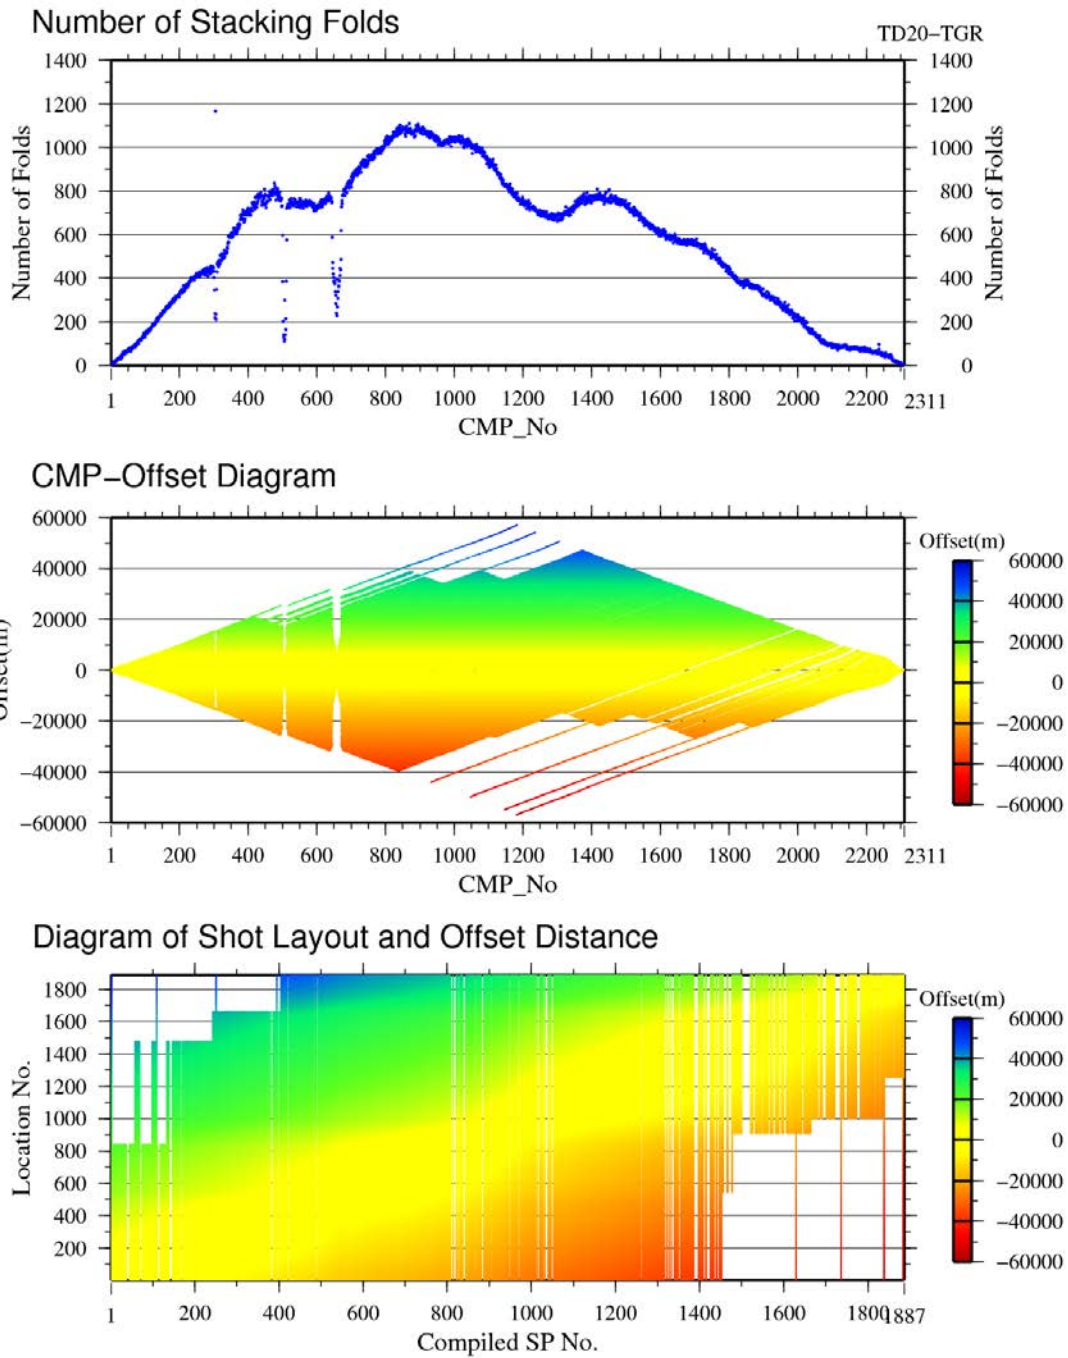 Number of Stacking Folds
TD20-TGR
1400 1400
1200 1200
1000 1000
800 800
600 600
400 400
200 200
0 0
Number of Folds
Number of Folds
1 200 400 600 800 1000 1200 1400 1600 1800 2000 2200 2311
CMP_No
CMP-Offset Diagram
60000
40000
20000
0
-20000
-40000
-60000
Offset(m)
1 200 400 600 800 1000 1200 1400 1600 1800 2000 2200 2311
CMP_No
Offset(m)
60000
40000
20000
0
-20000
-40000
-60000
Diagram of Shot Layout and Offset Distance
1800
1600
1400
1200
1000
800
600
400
200
Location No.
1 200 400 600 800 1000 1200 1400 1600 1800 1887
Compiled SP No.
Offset(m)
60000
40000
20000
0
-20000
-40000
-60000